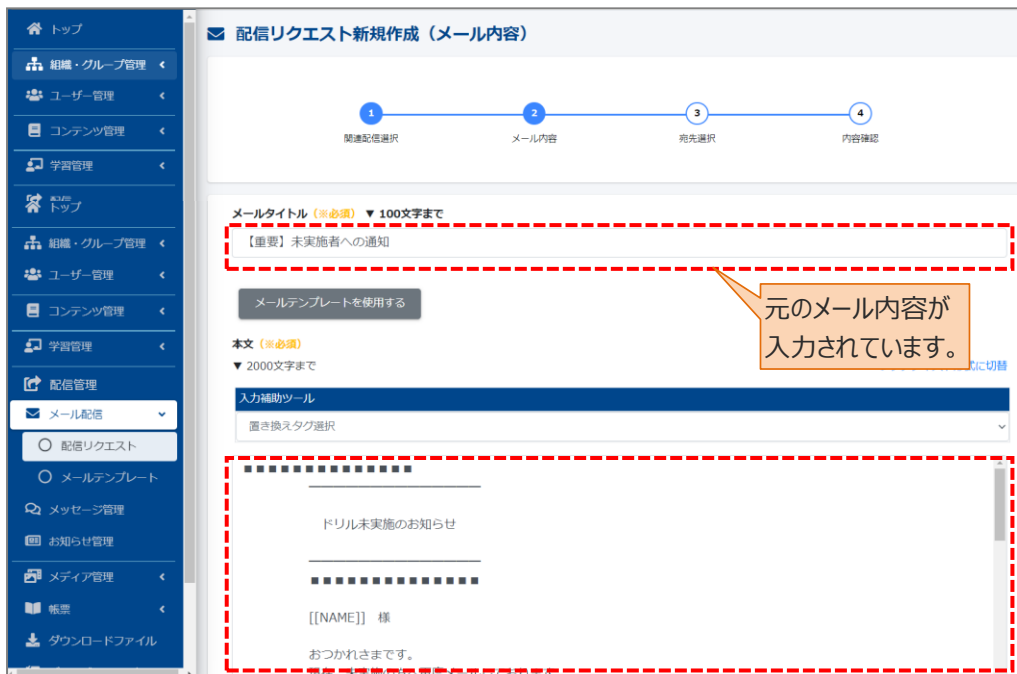 トップ
組織・グループ管理
ユーザー管理
コンテンツ管理
学習管理
トップ
組織・グループ管理
ユーザー管理
コンテンツ管理
学習管理
配信管理
メール配信
配信リクエスト
メールテンプレート
メッセージ管理
お知らせ管理
メディア管理
帳票
ダウンロードファイル
配信リクエスト新規作成（メール内容）
1
2
3
4
関連配信選択
メール内容
宛先選択
内容確認
メールタイトル（※必須）▼ 100文字まで
【重要】未実施者への通知
メールテンプレートを使用する
元のメール内容が
入力されています。
本文（※必須）
▼ 2000文字まで
に切替
入力補助ツール
置き換えタグ選択
■■■■■■■■■■■■■■
ドリル未実施のお知らせ
■■■■■■■■■■■■■■
[[NAME]]　様
おつかれさまです。